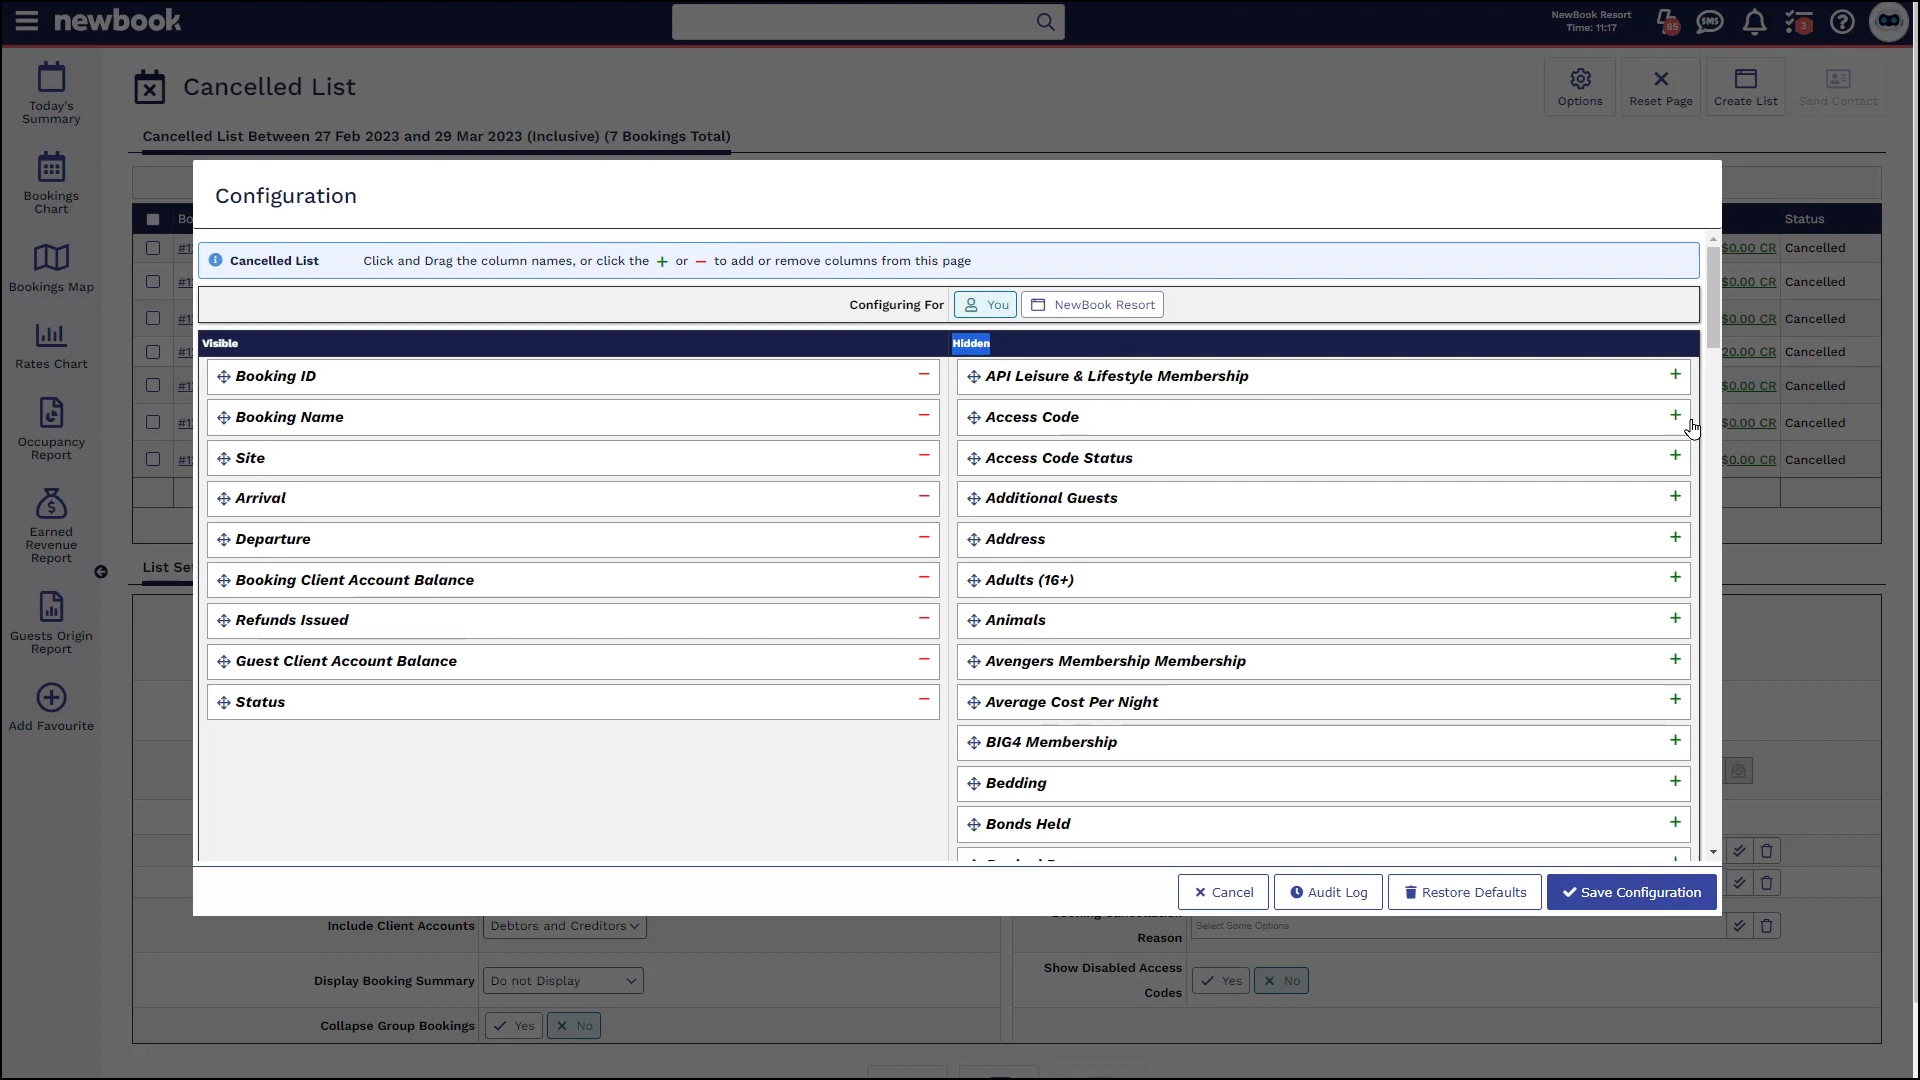 newbook
NewBook Resort
Time: 11:17
65
SMS
3
Today's
Summary
Bookings
Chart
Bookings Map
Rates Chart
Occupancy
Report
Earned
Revenue
Report
Guests Origin
Report
Add Favourite
Cancelled List
Options
Reset Page
Create List
Send Contact
Cancelled List Between 27 Feb 2023 and 29 Mar 2023 (Inclusive) (7 Bookings Total)
Status
$0.00 CR Cancelled
$0.00 CR Cancelled
$0.00 CR Cancelled
20.00 CR Cancelled
$0.00 CR Cancelled
$0.00 CR Cancelled
$0.00 CR Cancelled
Configuration
Cancelled List Click and Drag the column names, or click the + or − to add or remove columns from this page
Configuring For You NewBook Resort
Visible Hidden
Booking ID
Booking Name
Site
Arrival
Departure
Booking Client Account Balance
Refunds Issued
Guest Client Account Balance
Status
API Leisure & Lifestyle Membership
Access Code
Access Code Status
Additional Guests
Address
Adults (16+)
Animals
Avengers Membership Membership
Average Cost Per Night
BIG4 Membership
Bedding
Bonds Held
Cancel Audit Log Restore Defaults Save Configuration
Include Client Accounts Debtors and Creditors
Display Booking Summary Do not Display
Collapse Group Bookings Yes No
Reason Select Some Options
Show Disabled Access
Codes Yes No